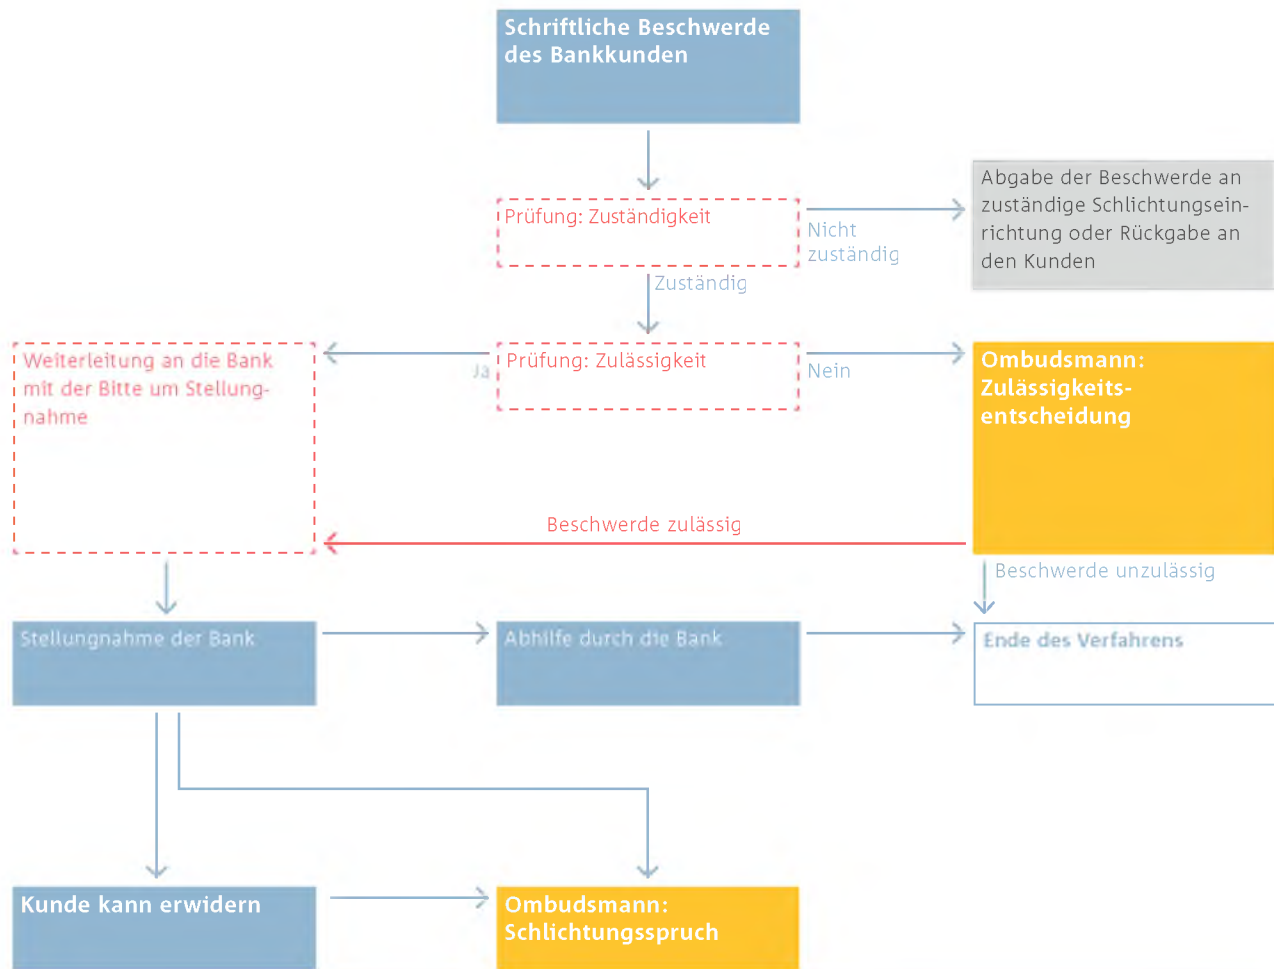 Schriftliche Beschwerde
des Bankkunden
Abgabe der Beschwerde an
zuständige Schlichtungsein-
richtung oder Rückgabe an
den Kunden
Prüfung: Zuständigkeit
Nicht
zuständig
Zuständig
Weiterleitung an die Bank
mit der Bitte um Stellung-
nahme
Ja
Prüfung: Zulässigkeit
Nein
Ombudsmann:
Zulässigkeits-
entscheidung
Beschwerde zulässig
Beschwerde unzulässig
Stellungnahme der Bank
Abhilfe durch die Bank
Ende des Verfahrens
Kunde kann erwidern
Ombudsmann:
Schlichtungsspruch